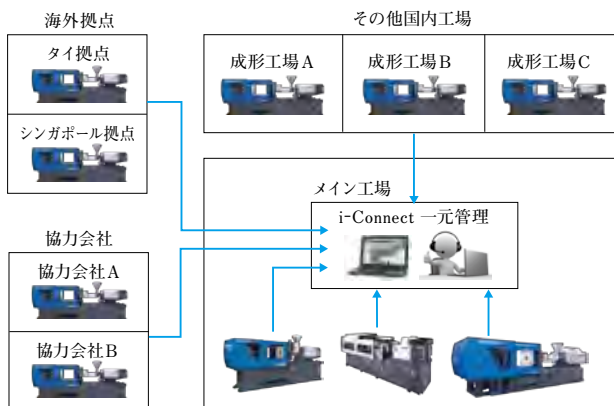 海外拠点
タイ拠点
シンガポール拠点
協力会社
協力会社A
協力会社B
その他国内工場
成形工場A
成形工場B
成形工場C
メイン工場
i-Connect 一元管理